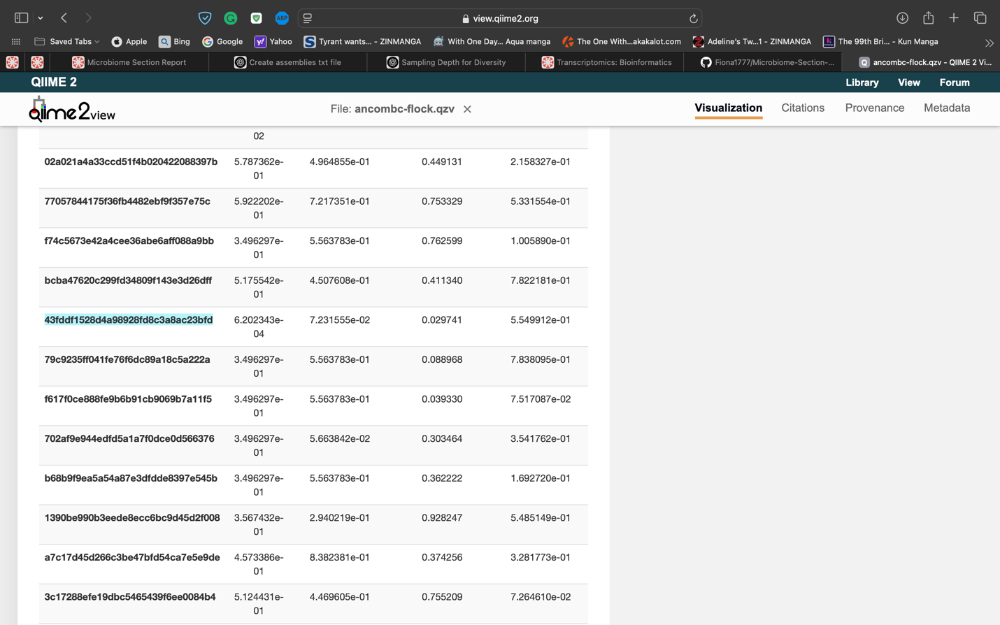 ABP
view.qiime2.org
Saved Tabs
Apple
Bing
Google
Yahoo
Tyrant wants... - ZINMANGA
With One Day... Aqua manga
The One With...akakalot.com
Adeline's Tw...1 - ZINMANGA
The 99th Bri... - Kun Manga
Microbiome Section Report
Create assemblies txt file
Sampling Depth for Diversity
Transcriptomics: Bioinformatics
Fiona1777/Microbiome-Section-...
ancombc-flock.qzv - QIIME 2 Vi...
QIIME 2
Library View Forum
qiime2view
File: ancombc-flock.qzv ×
Visualization Citations Provenance Metadata
02
02a021a4a33ccd51f4b020422088397b 5.787362e- 4.964855e-01 0.449131 2.158327e-01
01
77057844175f36fb4482ebf9f357e75c 5.922202e- 7.217351e-01 0.753329 5.331554e-01
01
f74c5673e42a4cee36abe6aff088a9bb 3.496297e- 5.563783e-01 0.762599 1.005890e-01
01
bcba47620c299fd34809f143e3d26dff 5.175542e- 4.507608e-01 0.411340 7.822181e-01
01
43fddf1528d4a98928fd8c3a8ac23bfd 6.202343e- 7.231555e-02 0.029741 5.549912e-01
04
79c9235ff041fe76f6dc89a18c5a222a 3.496297e- 5.563783e-01 0.088968 7.838095e-01
01
f617f0ce888fe9b6b91cb9069b7a11f5 3.496297e- 5.563783e-01 0.039330 7.517087e-02
01
702af9e944edfd5a1a7f0dce0d566376 3.496297e- 5.663842e-02 0.303464 3.541762e-01
01
b68b9f9ea5a54a87e3dfdde8397e545b 3.496297e- 5.563783e-01 0.362222 1.692720e-01
01
1390be990b3eede8ecc6bc9d45d2f008 3.567432e- 2.940219e-01 0.928247 5.485149e-01
01
a7c17d45d266c3be47bfd54ca7e5e9de 4.573386e- 8.382381e-01 0.374256 3.281773e-01
01
3c17288efe19dbc5465439f6ee0084b4 5.124431e- 4.469605e-01 0.755209 7.264610e-02
01